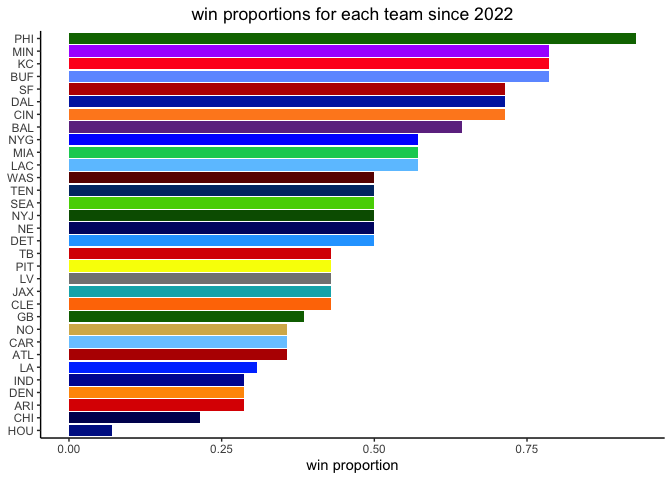 win proportions for each team since 2022
PHI
MIN
KC
BUF
SF
DAL
CIN
BAL
NYG
MIA
LAC
WAS
TEN
SEA
NYJ
NE
DET
TB
PIT
LV
JAX
CLE
GB
NO
CAR
ATL
LA
IND
DEN
ARI
CHI
HOU
0.00 0.25 0.50 0.75
win proportion